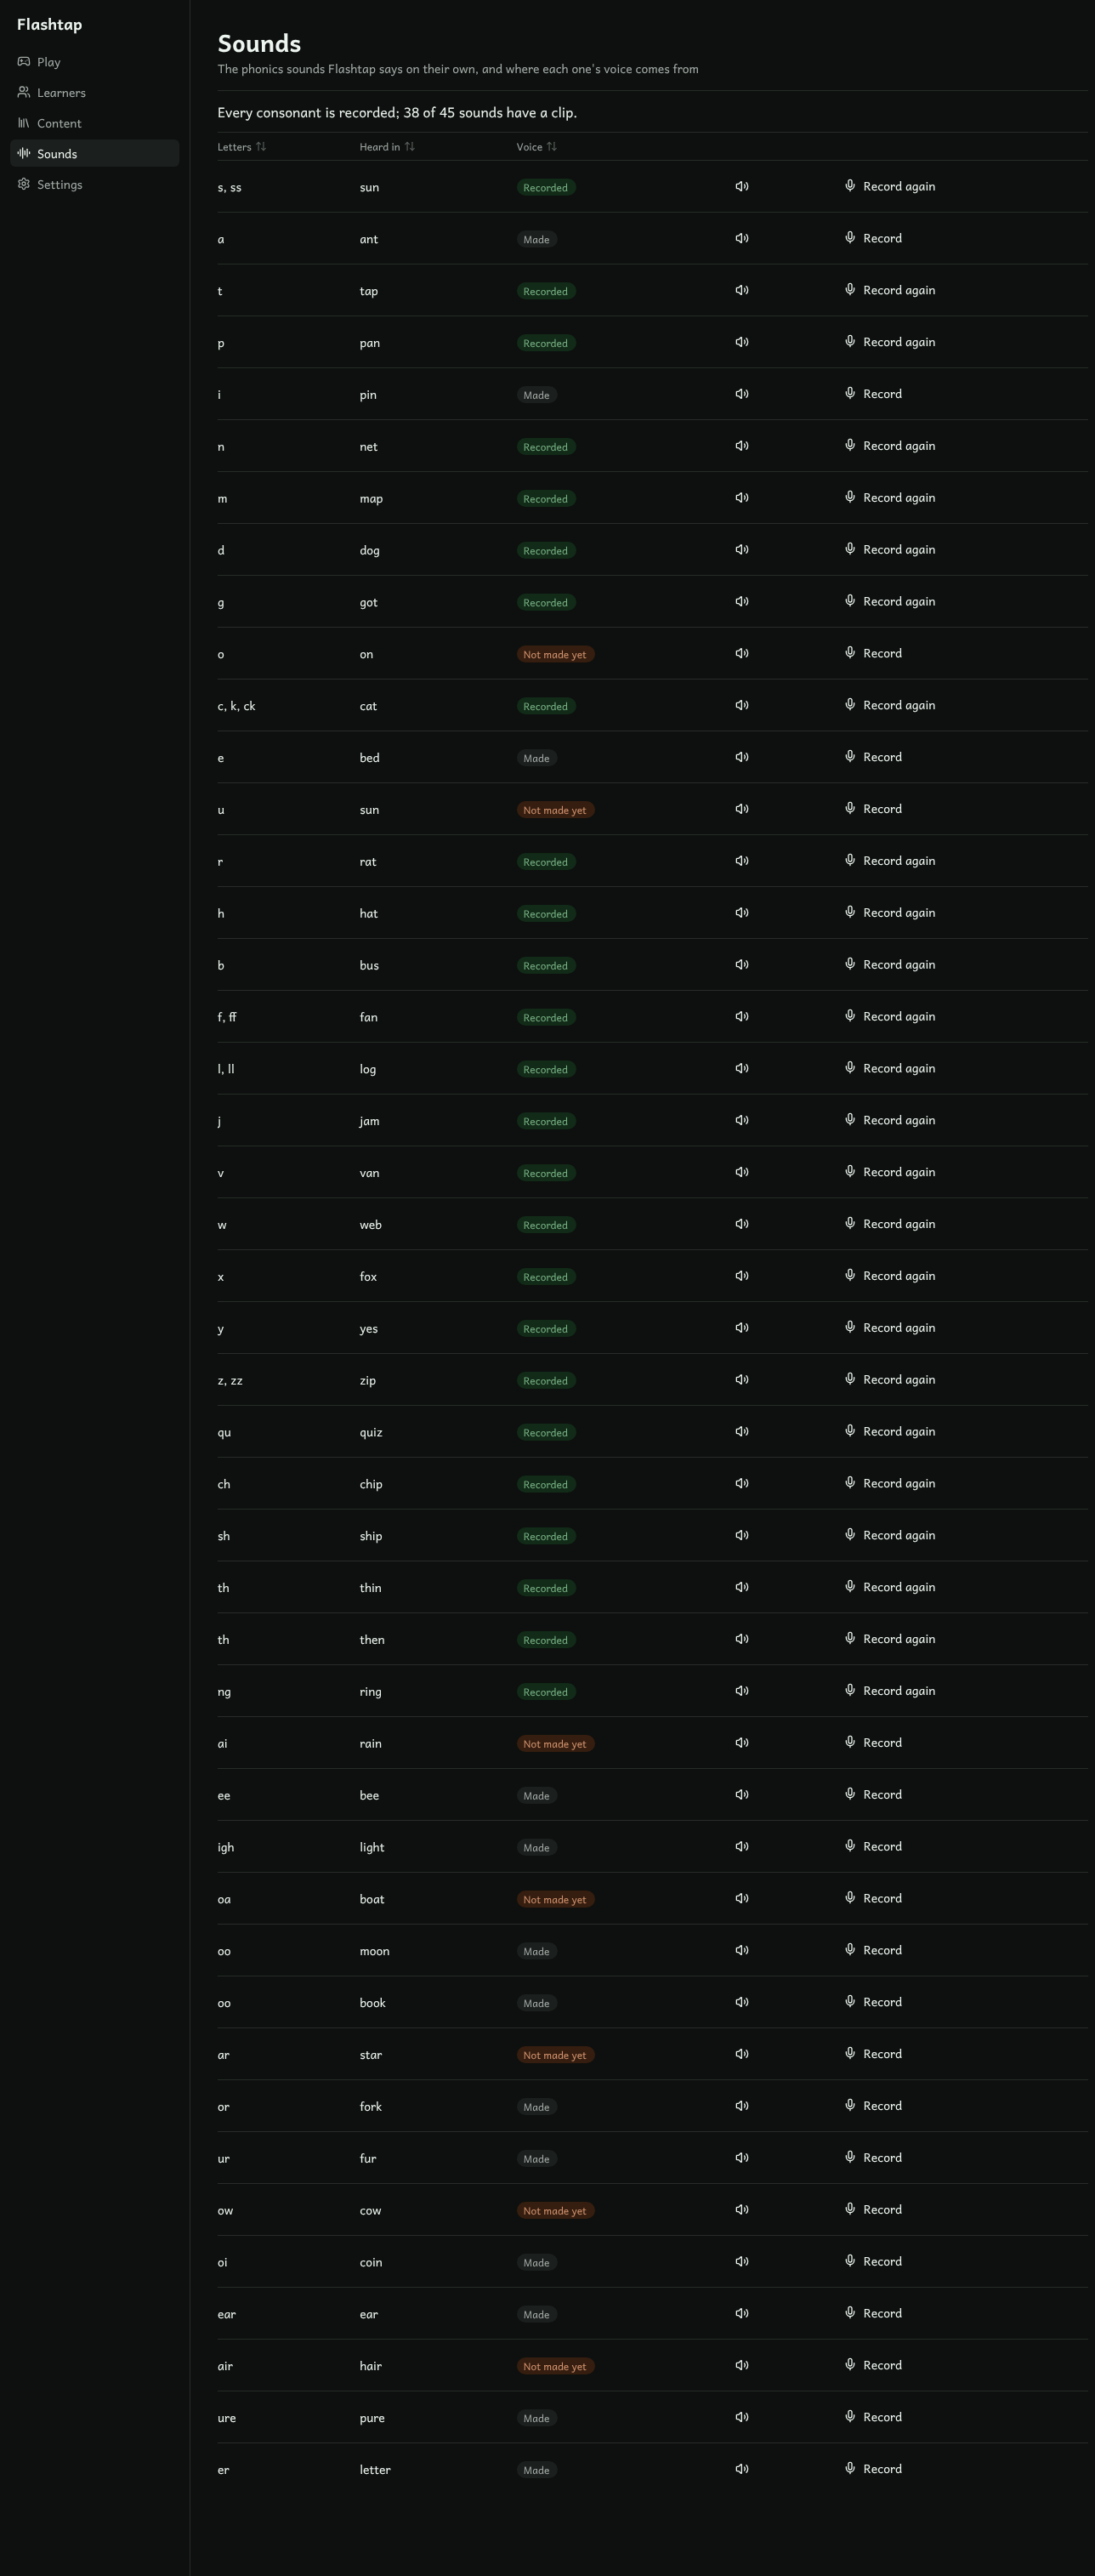 Flashtap
Play
Learners
Content
Sounds
Settings
Sounds
The phonics sounds Flashtap says on their own, and where each one's voice comes from
Every consonant is recorded; 38 of 45 sounds have a clip.
Letters Heard in Voice
s, ss sun Recorded Record again
a ant Made Record
t tap Recorded Record again
p pan Recorded Record again
i pin Made Record
n net Recorded Record again
m map Recorded Record again
d dog Recorded Record again
g got Recorded Record again
o on Not made yet Record
c, k, ck cat Recorded Record again
e bed Made Record
u sun Not made yet Record
r rat Recorded Record again
h hat Recorded Record again
b bus Recorded Record again
f, ff fan Recorded Record again
l, ll log Recorded Record again
j jam Recorded Record again
v van Recorded Record again
w web Recorded Record again
x fox Recorded Record again
y yes Recorded Record again
z, zz zip Recorded Record again
qu quiz Recorded Record again
ch chip Recorded Record again
sh ship Recorded Record again
th thin Recorded Record again
th then Recorded Record again
ng ring Recorded Record again
ai rain Not made yet Record
ee bee Made Record
igh light Made Record
oa boat Not made yet Record
oo moon Made Record
oo book Made Record
ar star Not made yet Record
or fork Made Record
ur fur Made Record
ow cow Not made yet Record
oi coin Made Record
ear ear Made Record
air hair Not made yet Record
ure pure Made Record
er letter Made Record